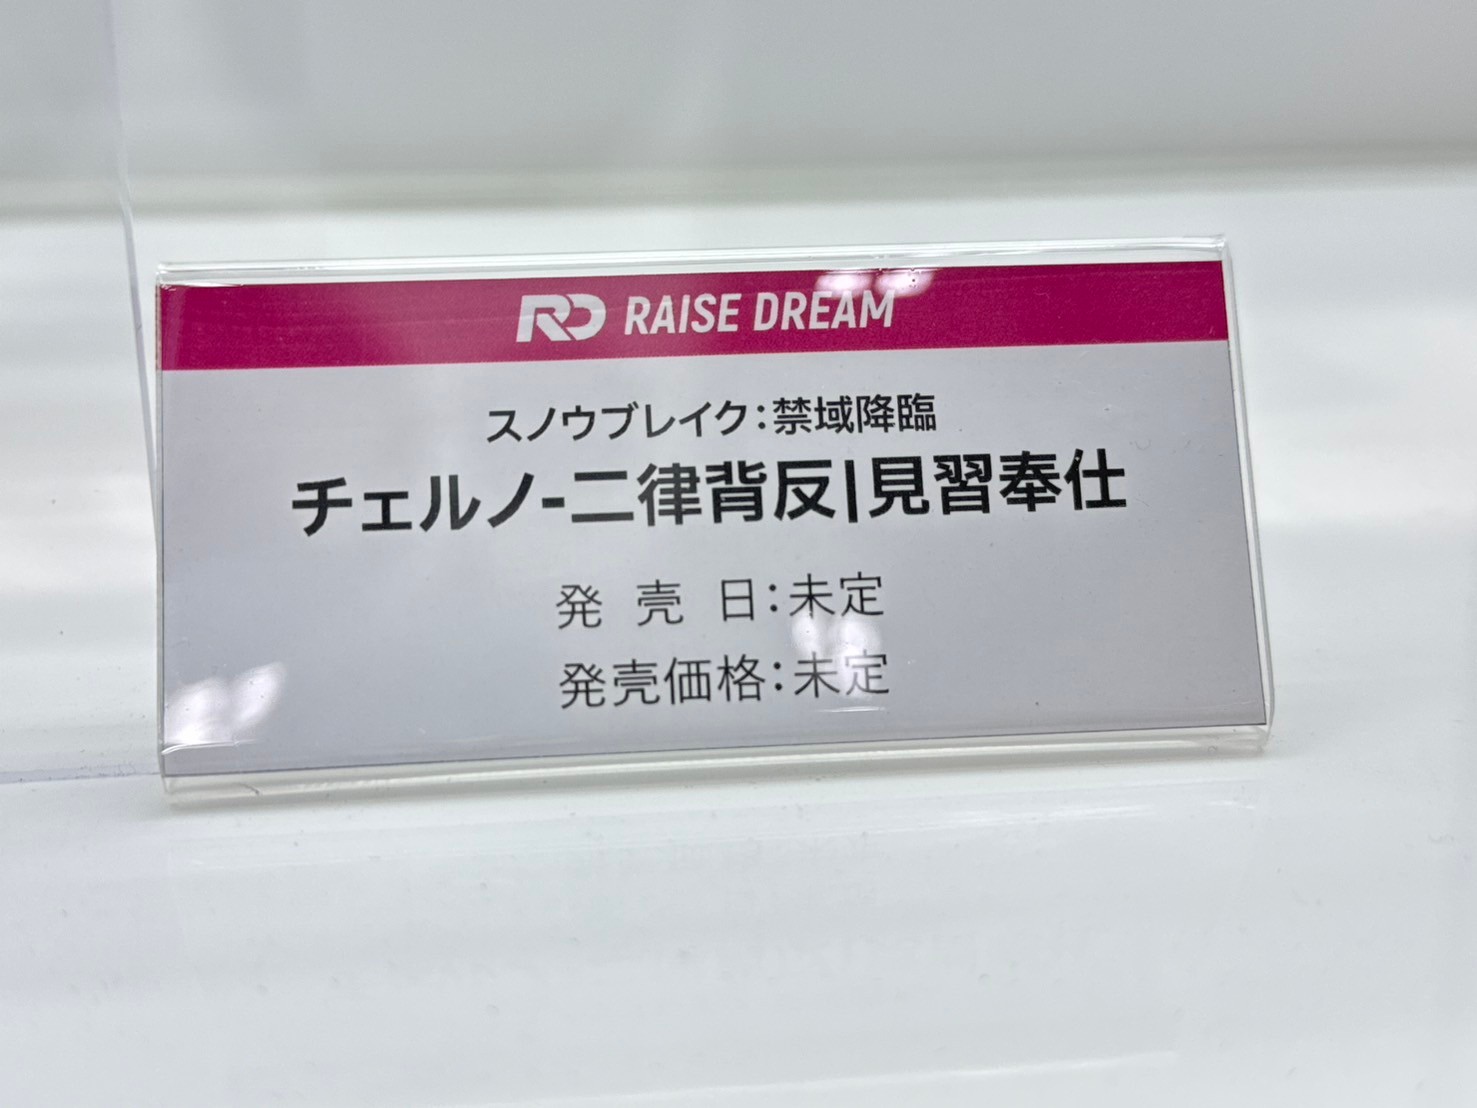 RD RAISE DREAM
スノウブレイク:禁域降臨
チェルノ-二律背反|見習奉仕
発売日:未定
発売価格:未定